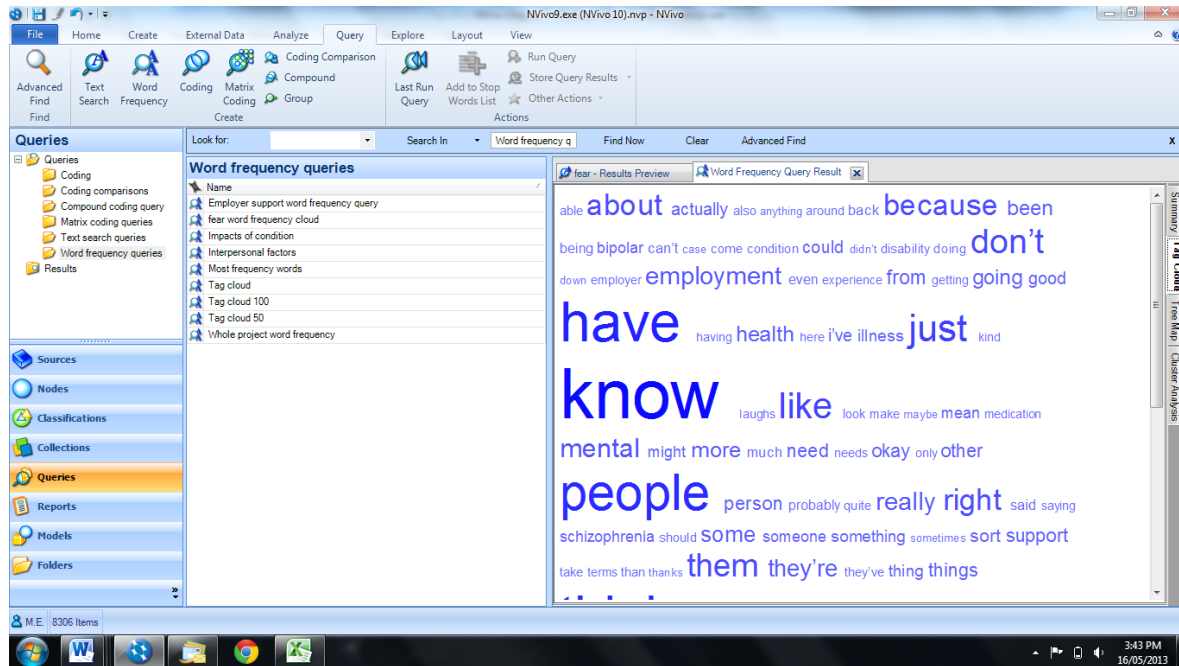 NVivo9.exe (NVivo 10).nvp - NVivo
File Home Create External Data Analyze Query Explore Layout View
Advanced Find
Text Search
Word Frequency
Coding
Matrix Coding
Coding Comparison
Compound
Group
Last Run Query
Add to Stop Words List
Run Query
Store Query Results
Other Actions
Find Create Actions
Queries
Look for: Search In Word frequency q Find Now Clear Advanced Find x
Queries
Coding
Coding comparisons
Compound coding query
Matrix coding queries
Text search queries
Word frequency queries
Results
Sources
Nodes
Classifications
Collections
Queries
Reports
Models
Folders
Word frequency queries
Name
Employer support word frequency query
fear word frequency cloud
Impacts of condition
Interpersonal factors
Most frequency words
Tag cloud
Tag cloud 100
Tag cloud 50
Whole project word frequency
fear - Results Preview Word Frequency Query Result
able about actually also anything around back because been
being bipolar can't case come condition could didn't disability doing don't
down employer employment even experience from getting going good
have having health here i've illness just kind
know laughs like look make maybe mean medication
mental might more much need needs okay only other
people person probably quite really right said saying
schizophrenia should some someone something sometimes sort support
take terms than thanks them they're they've thing things
Summary
Tag Cloud
Tree Map
Cluster Analysis
M.E. 8306 Items
3:43 PM
16/05/2013